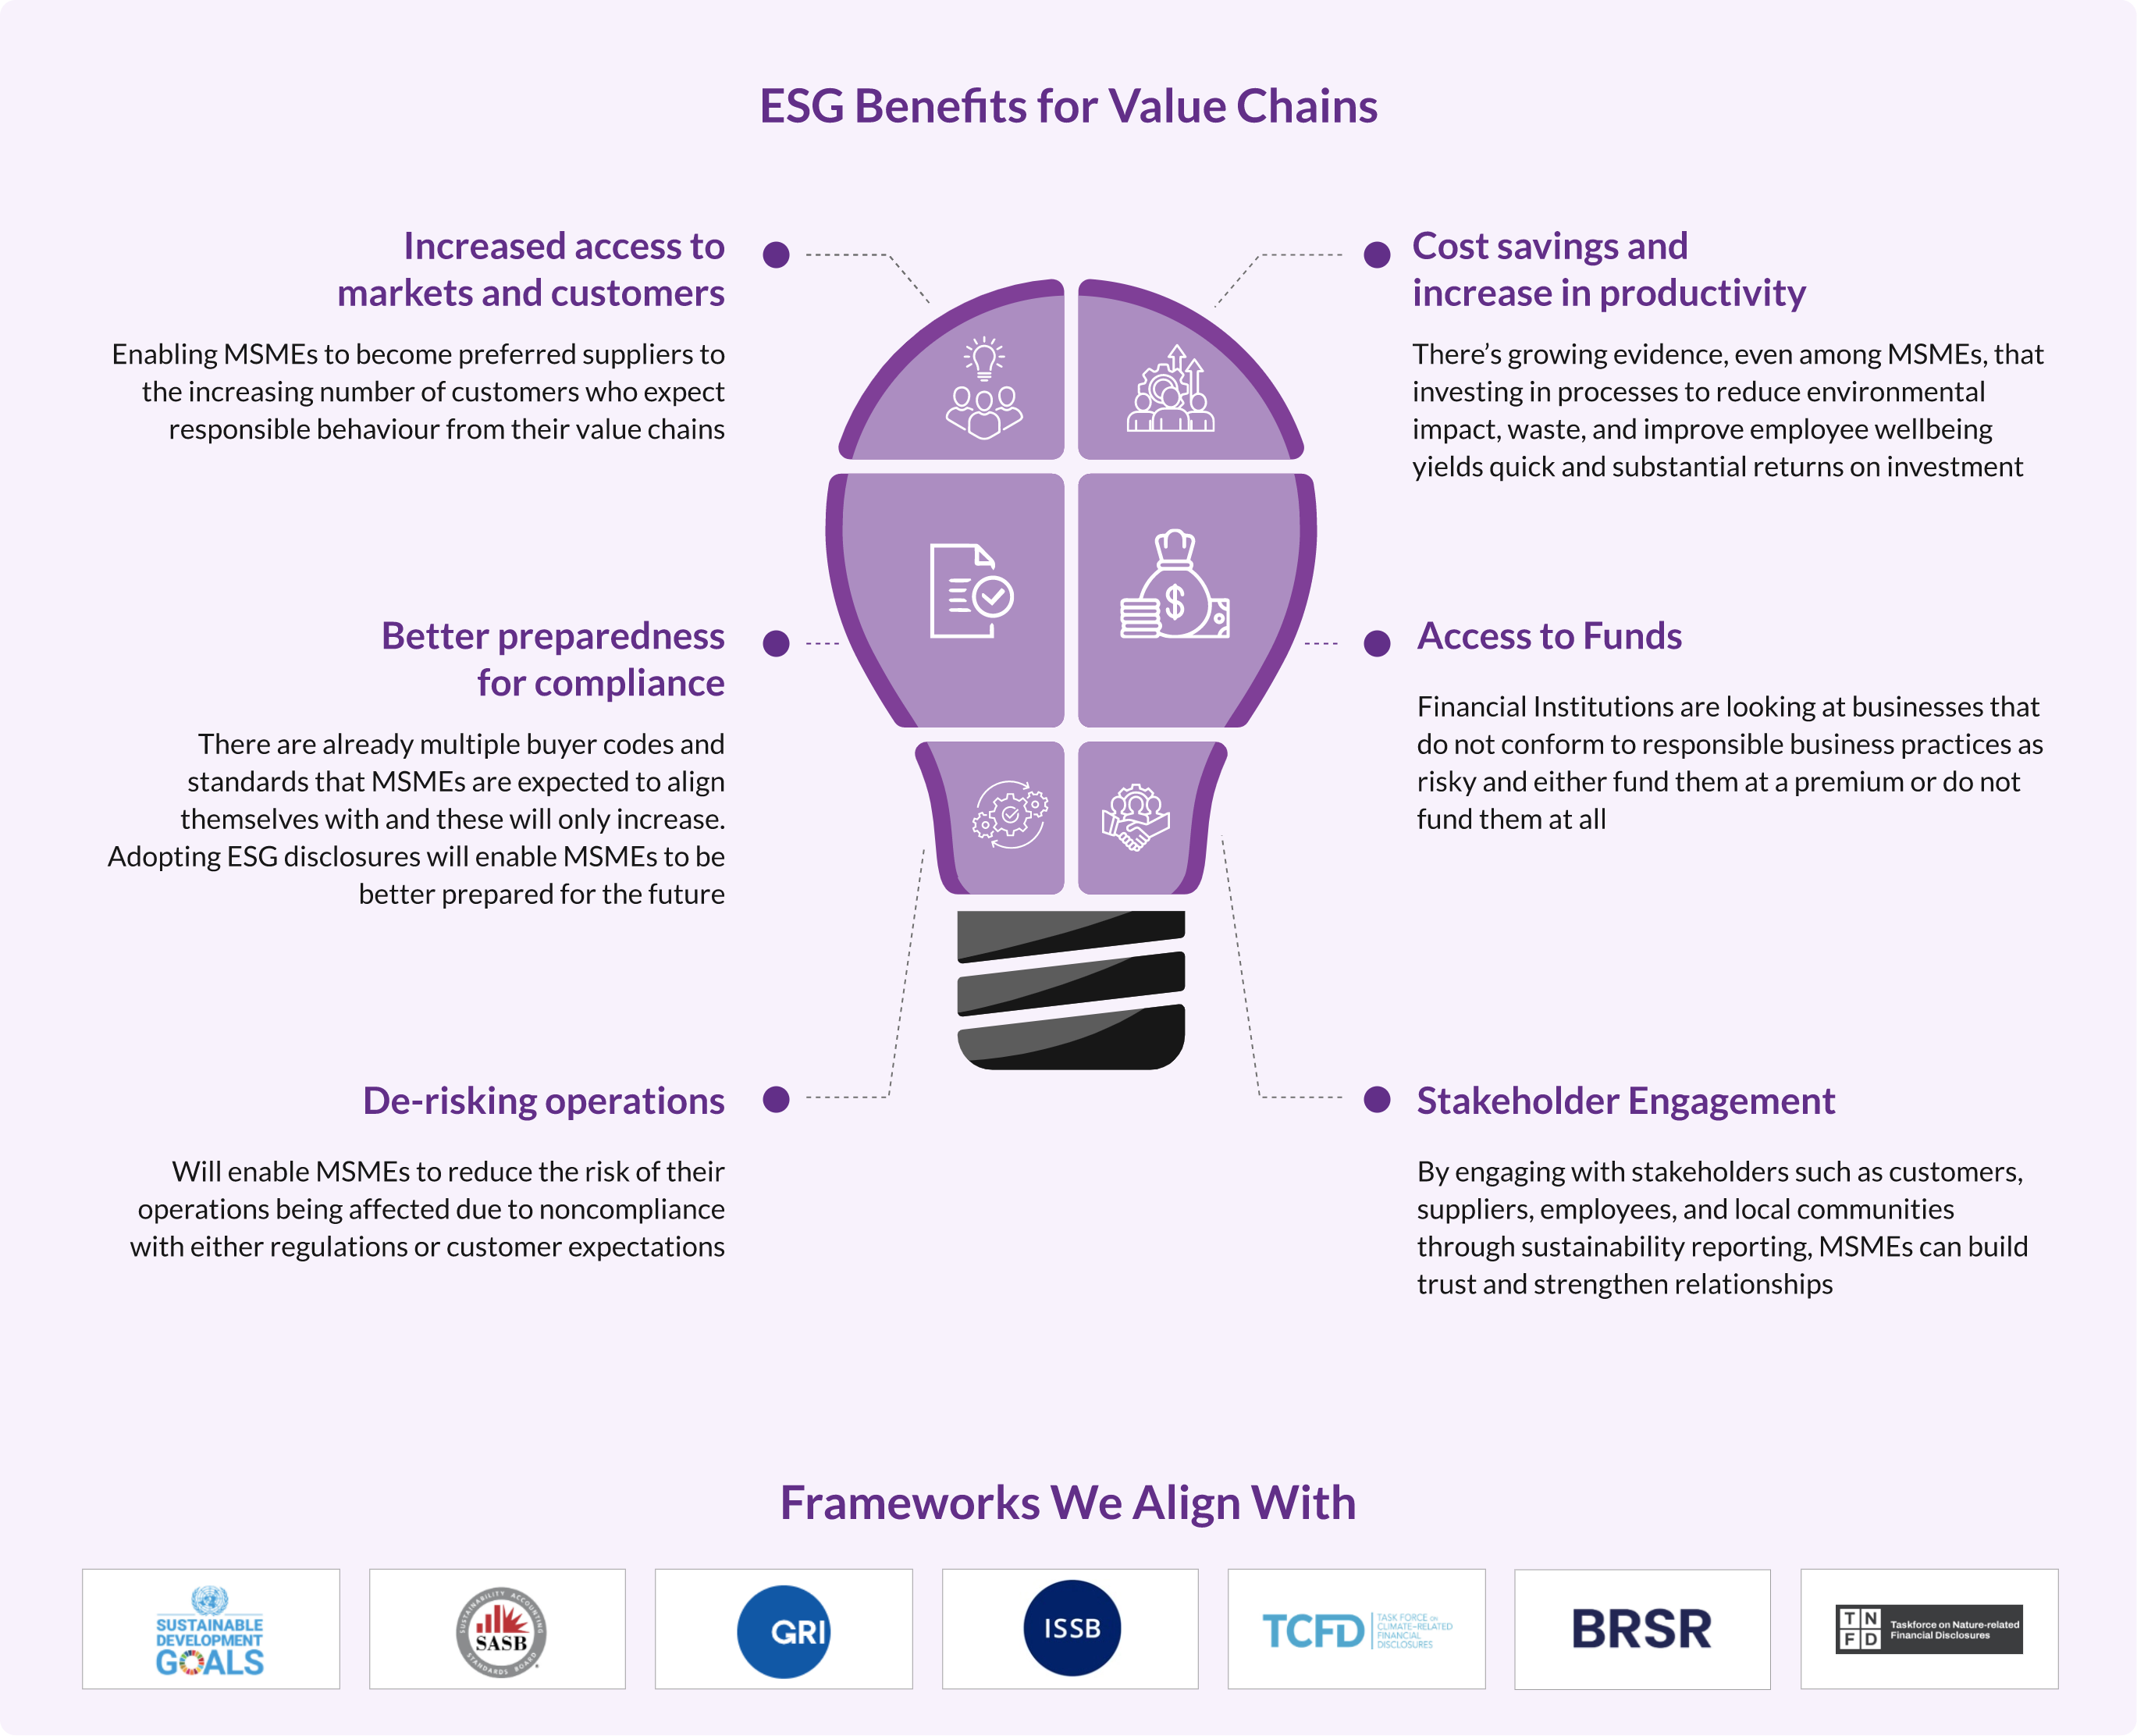 ESG Benefits for Value Chains
Increased access to
markets and customers
Enabling MSMEs to become preferred suppliers to
the increasing number of customers who expect
responsible behaviour from their value chains
Cost savings and
increase in productivity
There’s growing evidence, even among MSMEs, that
investing in processes to reduce environmental
impact, waste, and improve employee wellbeing
yields quick and substantial returns on investment
Better preparedness
for compliance
There are already multiple buyer codes and
standards that MSMEs are expected to align
themselves with and these will only increase.
Adopting ESG disclosures will enable MSMEs to be
better prepared for the future
$
Access to Funds
Financial Institutions are looking at businesses that
do not conform to responsible business practices as
risky and either fund them at a premium or do not
fund them at all
De-risking operations
Will enable MSMEs to reduce the risk of their
operations being affected due to noncompliance
with either regulations or customer expectations
Stakeholder Engagement
By engaging with stakeholders such as customers,
suppliers, employees, and local communities
through sustainability reporting, MSMEs can build
trust and strengthen relationships
Frameworks We Align With
SUSTAINABLE
DEVELOPMENT
GOALS
SUSTAINABILITY ACCOUNTING
SASB
STANDARDS BOARD
GRI
ISSB
TCFD
TASK FORCE ON
CLIMATE-RELATED
FINANCIAL
DISCLOSURES
BRSR
TN
FD
Taskforce on Nature-related
Financial Disclosures